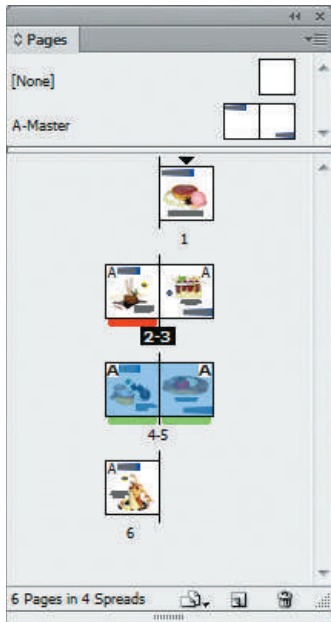 Pages
[None]
A-Master
1
A A
2-3
A A
4-5
A
6
6 Pages in 4 Spreads